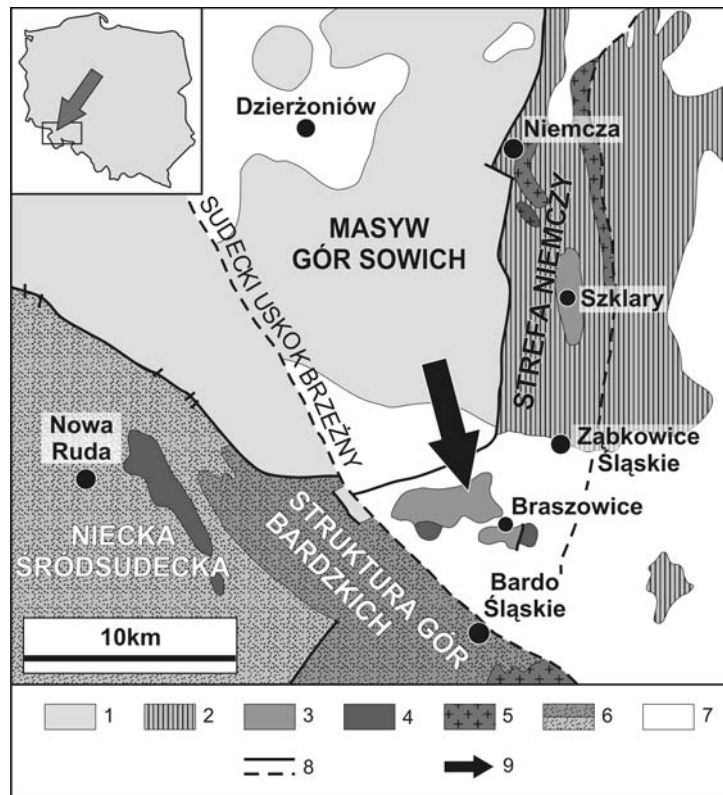 Dzierżoniów
Niemcza
MASYW
GÓR SOWICH
SUDECKI USKOK BRZEŻNY
STREFA NIEMCZY
Szklary
Nowa
Ruda
Ząbkowice
Śląskie
Braszowice
NIECKA
SRÓDSUDECKA
STRUKTURA GÓR
BARDZKICH
Bardo
Śląskie
10km
1 2 3 4 5 6 7
8 9